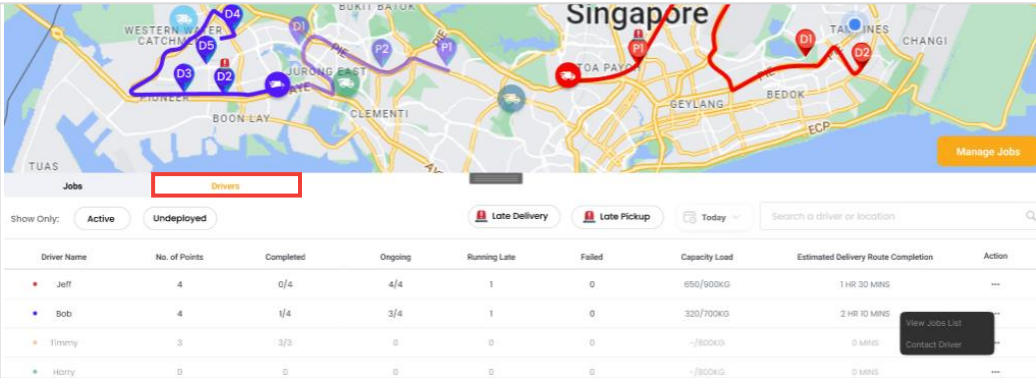 BUKIT BATOK
Singapore
D4
WESTERN WATER
CATCHMENT
D1
D5
PIE
P2
P1
P1
D1
TAMPINES
CHANGI
D2
D3
D2
JURONG EAST
TOA PAYOH
PIE
PIONEER
AYE
BEDOK
GEYLANG
BOON LAY
CLEMENTI
ECP
TUAS
Manage Jobs
Jobs
Drivers
Show Only:
Active
Undeployed
Late Delivery
Late Pickup
Today
Search a driver or location
Driver Name No. of Points Completed Ongoing Running Late Failed Capacity Load Estimated Delivery Route Completion Action
Jeff 4 0/4 4/4 1 0 650/900KG 1 HR 30 MINS ...
Bob 4 1/4 3/4 1 0 320/700KG 2 HR 10 MINS ...
View Jobs List
Timmy 3 3/3 0 0 0 -/800KG 0 MINS ...
Contact Driver
Harry 0 0 0 0 0 -/800KG 0 MINS ...